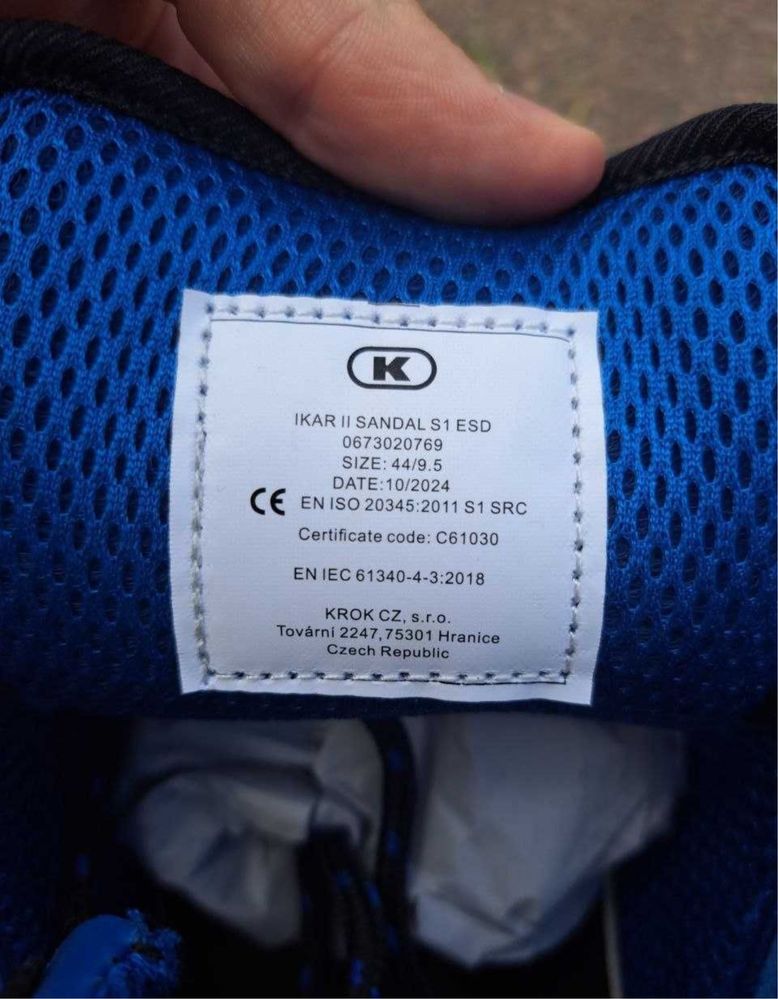 K
IKAR II SANDAL S1 ESD
0673020769
SIZE: 44/9.5
DATE:10/2024
CE EN ISO 20345:2011 S1 SRC
Certificate code: C61030
EN IEC 61340-4-3:2018
KROK CZ, s.r.o.
Tovární 2247,75301 Hranice
Czech Republic